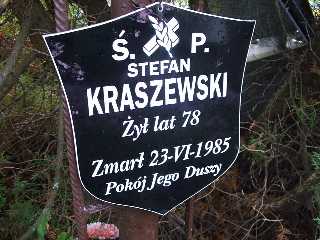 Ś. P.
STEFAN
KRASZEWSKI
Żył lat 78
Zmarł 23-VI-1985
Pokój Jego Duszy